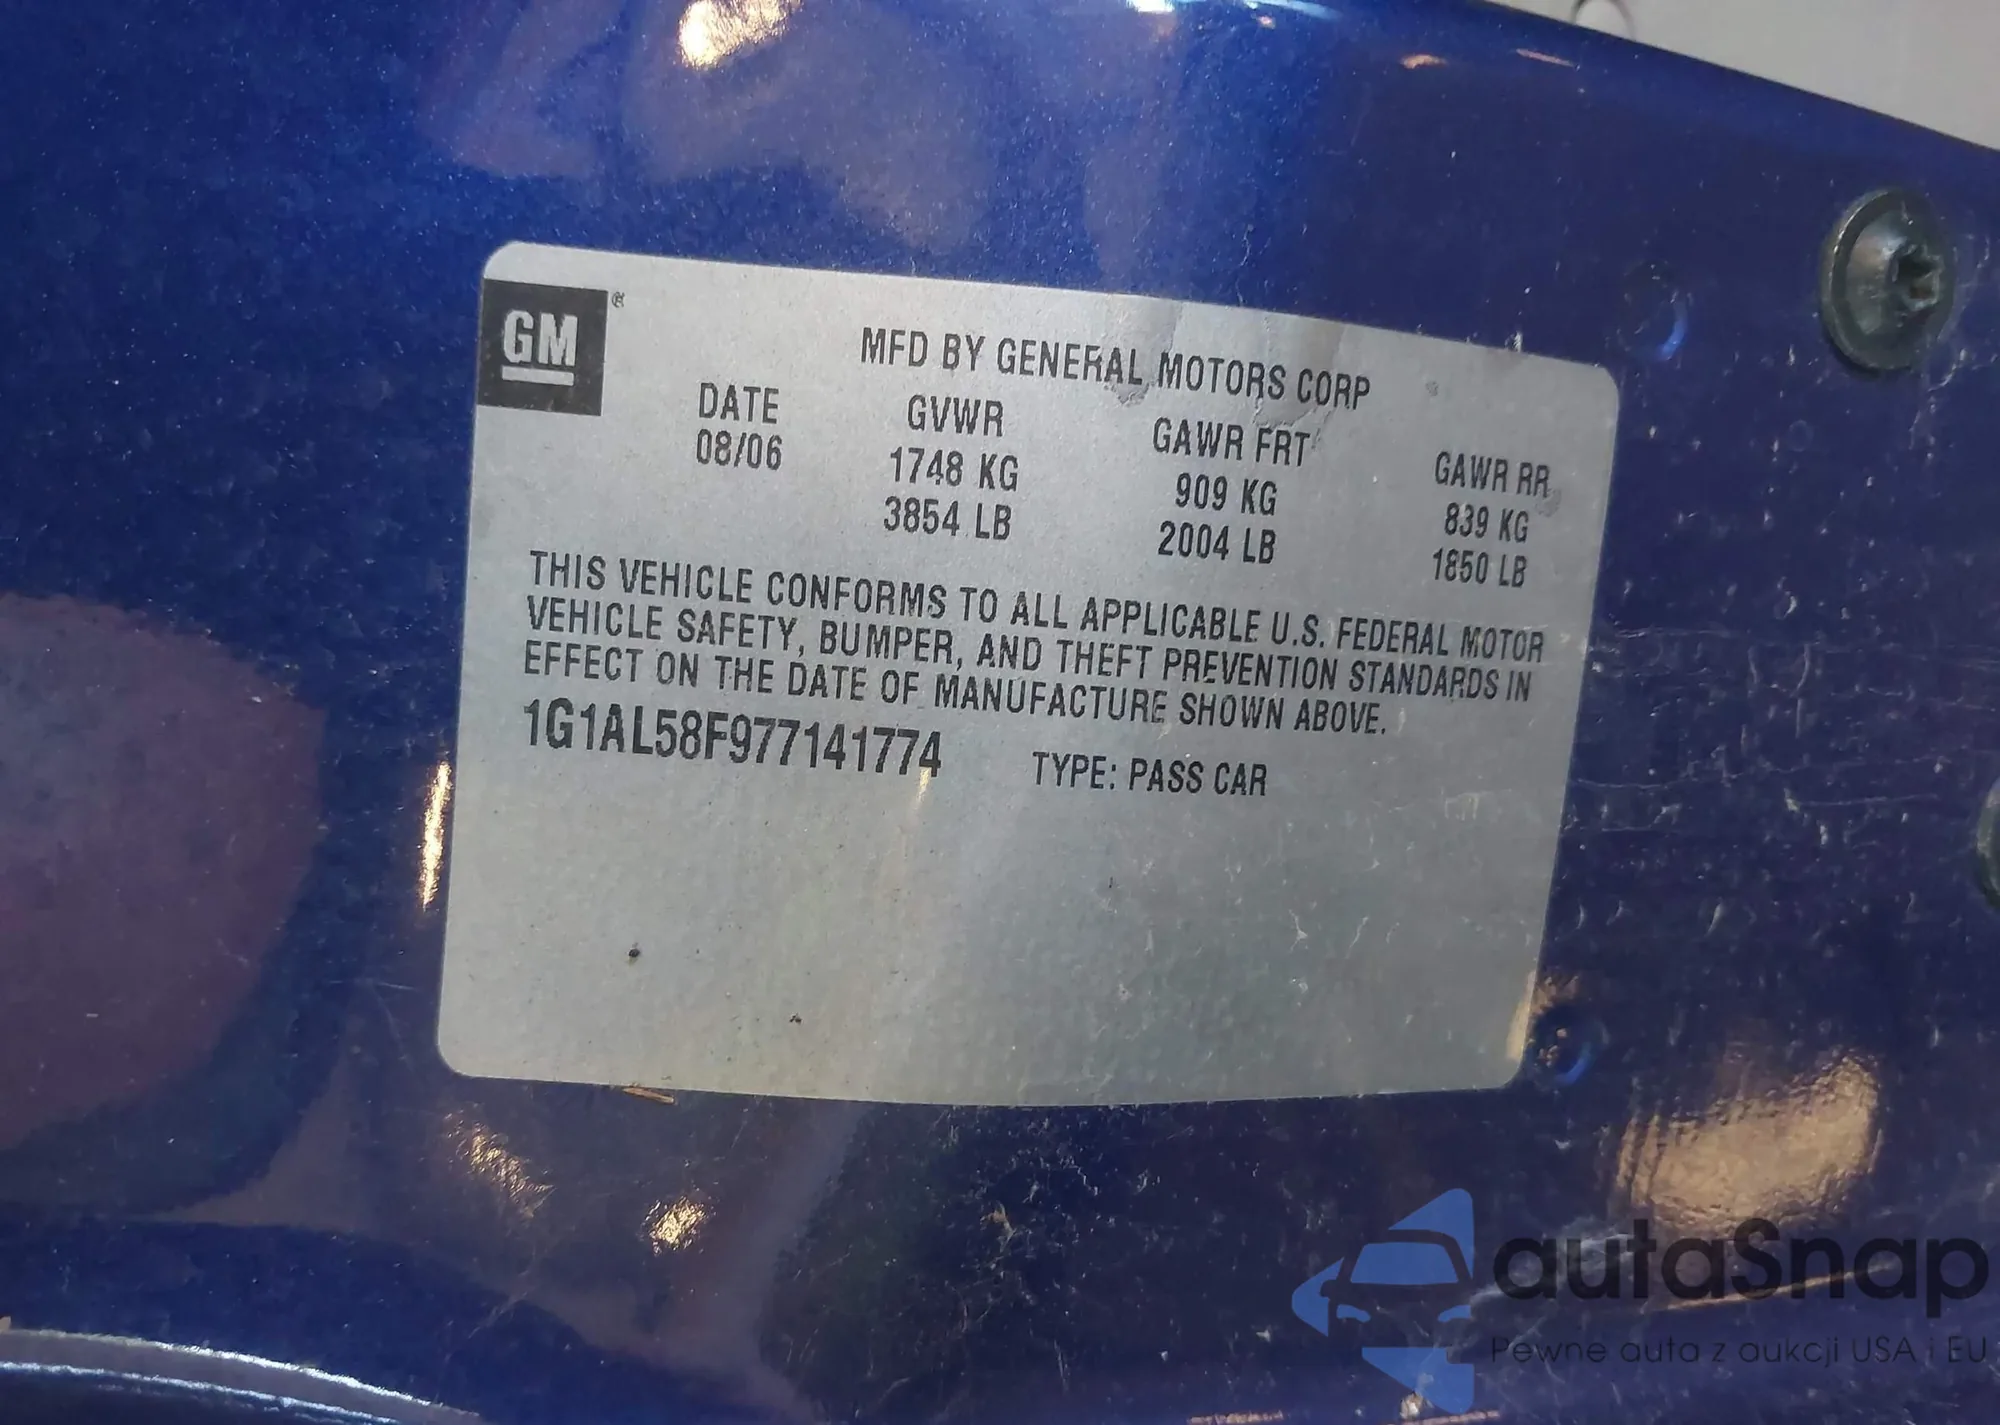 GM®
MFD BY GENERAL MOTORS CORP
DATE GVWR GAWR FRT GAWR RR
08/06 1748 KG 909 KG 839 KG
3854 LB 2004 LB 1850 LB
THIS VEHICLE CONFORMS TO ALL APPLICABLE U.S. FEDERAL MOTOR
VEHICLE SAFETY, BUMPER, AND THEFT PREVENTION STANDARDS IN
EFFECT ON THE DATE OF MANUFACTURE SHOWN ABOVE.
1G1AL58F977141774 TYPE: PASS CAR
autaSnap
Pewne auta z aukcji USA i EU